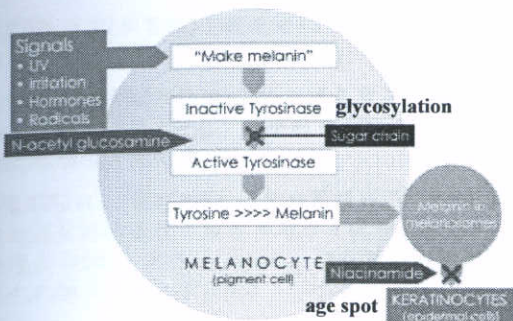 Signals
• UV
• Irritation
• Hormones
• Radicals
"Make melanin"
Inactive Tyrosinase
glycosylation
N-acetyl glucosamine
Sugar chain
Active Tyrosinase
Tyrosine >>>> Melanin
Melanin in
melanosomes
MELANOCYTE
(pigment cell)
Niacinamide
age spot
KERATINOCYTES
(epidermal cells)